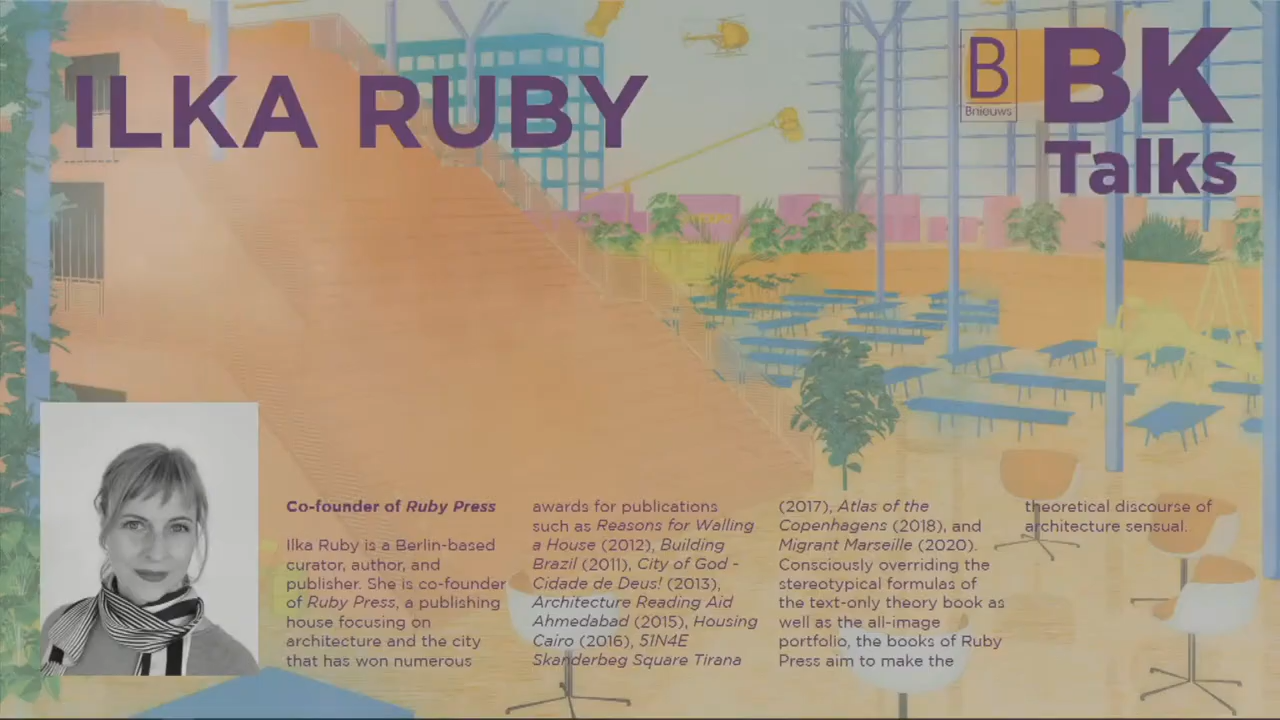 ILKA RUBY
B
Bnieuws
BK
Talks
Co-founder of Ruby Press
Ilka Ruby is a Berlin-based
curator, author, and
publisher. She is co-founder
of Ruby Press, a publishing
house focusing on
architecture and the city
that has won numerous
awards for publications
such as Reasons for Walling
a House (2012), Building
Brazil (2011), City of God -
Cidade de Deus! (2013),
Architecture Reading Aid
Ahmedabad (2015), Housing
Cairo (2016), 51N4E
Skanderbeg Square Tirana
(2017), Atlas of the
Copenhagens (2018), and
Migrant Marseille (2020).
Consciously overriding the
stereotypical formulas of
the text-only theory book as
well as the all-image
portfolio, the books of Ruby
Press aim to make the
theoretical discourse of
architecture sensual.